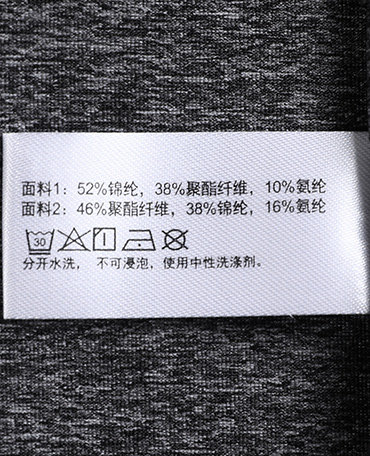 面料1：52%锦纶，38%聚酯纤维，10%氨纶
面料2：46%聚酯纤维，38%锦纶，16%氨纶
30
分开水洗， 不可浸泡，使用中性洗涤剂。